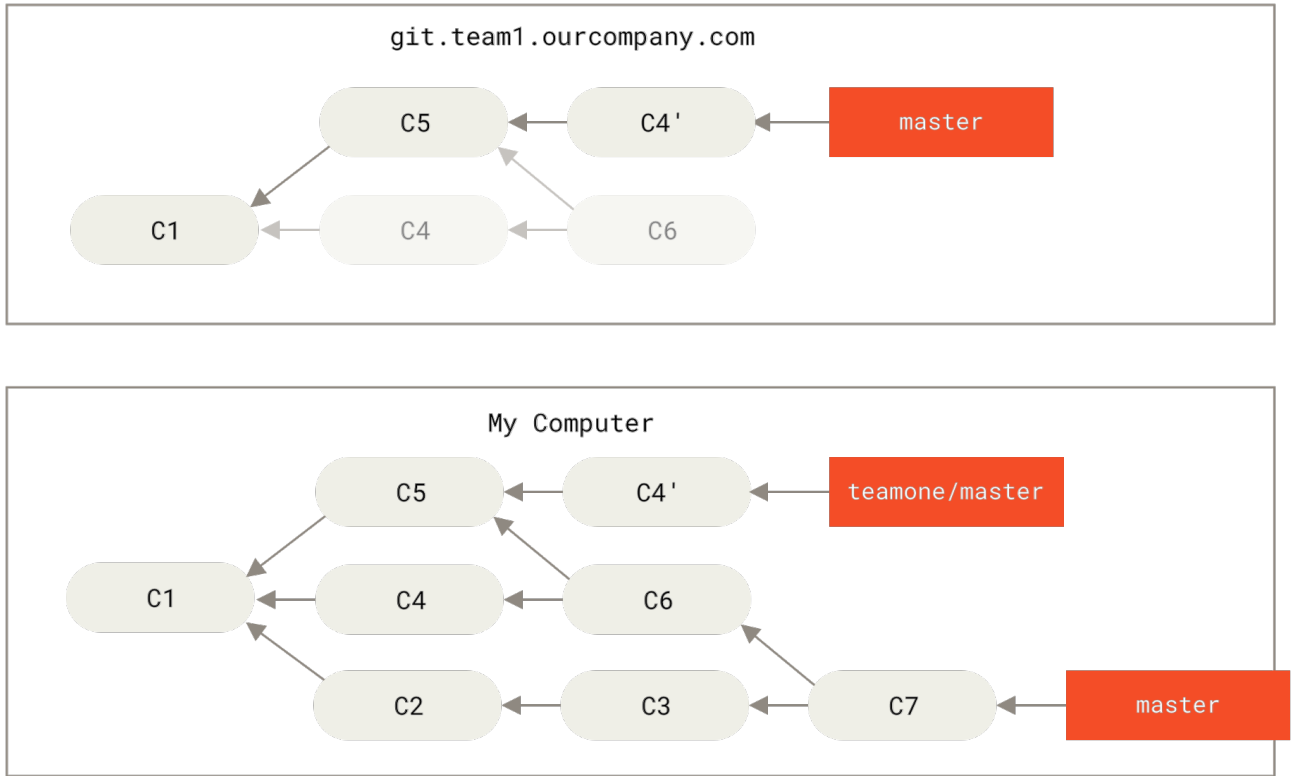 git.team1.ourcompany.com
C5 C4' master
C1 C4 C6
My Computer
C5 C4' teamone/master
C1 C4 C6
C2 C3 C7 master